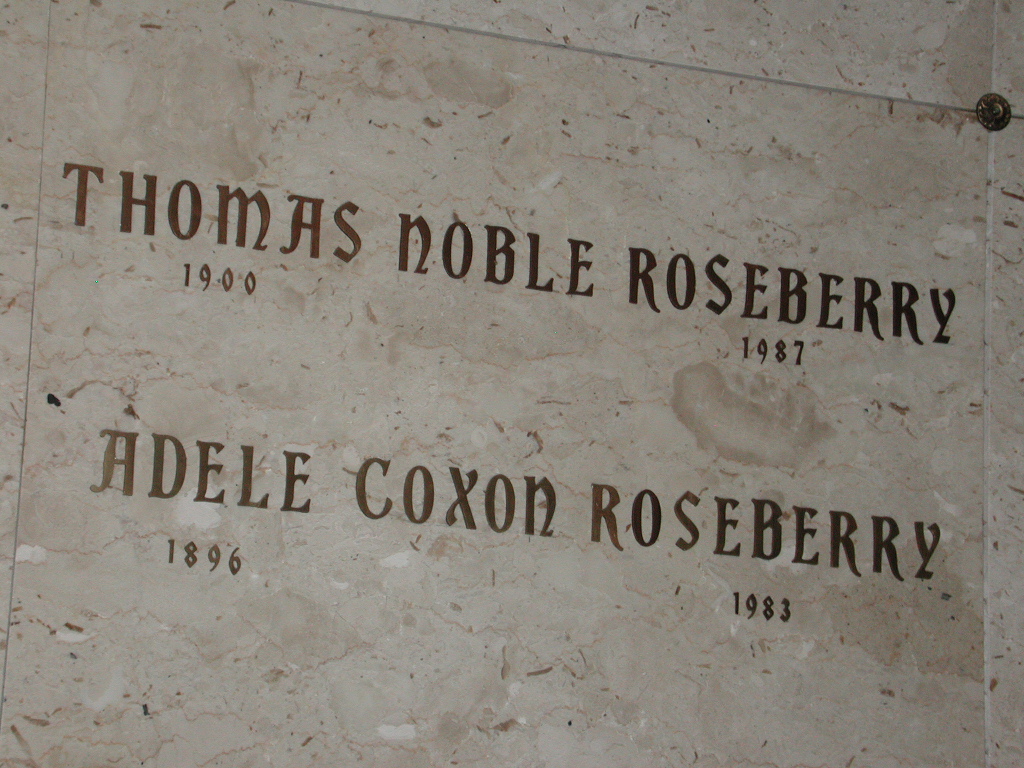 THOMAS NOBLE ROSEBERRY
1900 1987
ADELE COXON ROSEBERRY
1896 1983